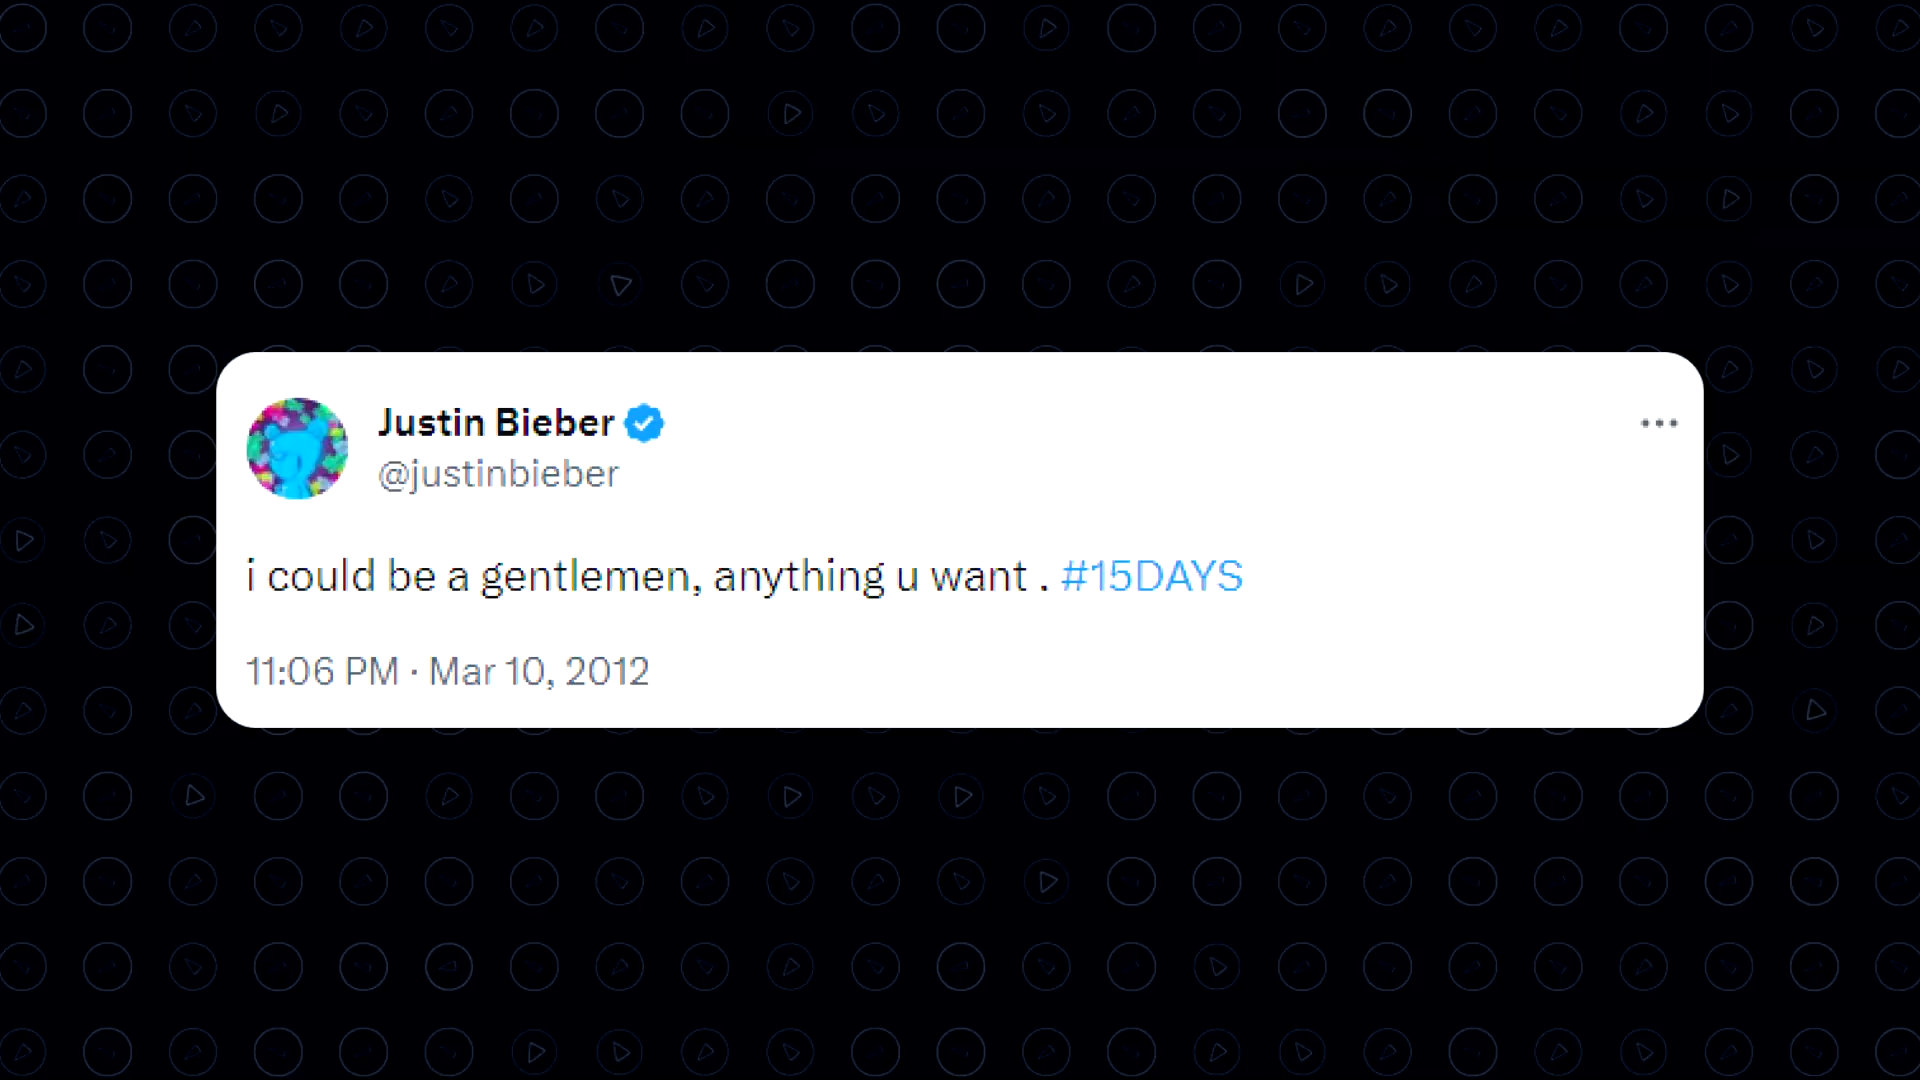 Justin Bieber
@justinbieber
i could be a gentlemen, anything u want . #15DAYS
11:06 PM · Mar 10, 2012